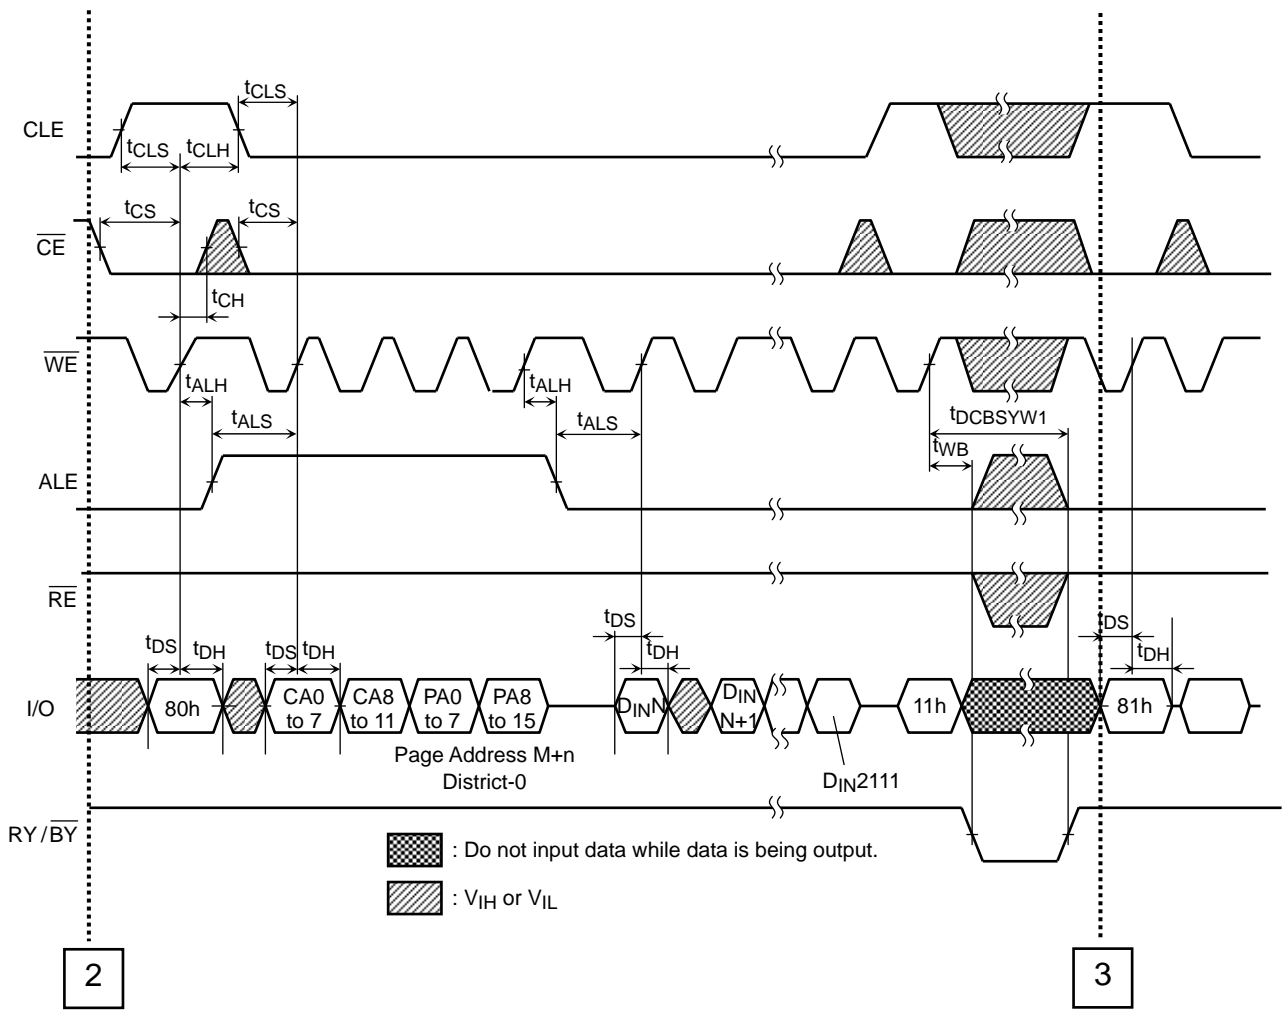 tCLS
CLE
tCLS tCLH
tCS tCS
CE
tCH
WE
tALH tALH
tALS tALS
tDCBSYW1
tWB
ALE
RE
tDS tDH tDS tDH tDS tDH tDS tDH
I/O
80h
CA0
to 7
CA8
to 11
PA0
to 7
PA8
to 15
DINN
DIN
N+1
11h
81h
Page Address M+n
District-0
DIN2111
RY/BY
: Do not input data while data is being output.
: VIH or VIL
2
3